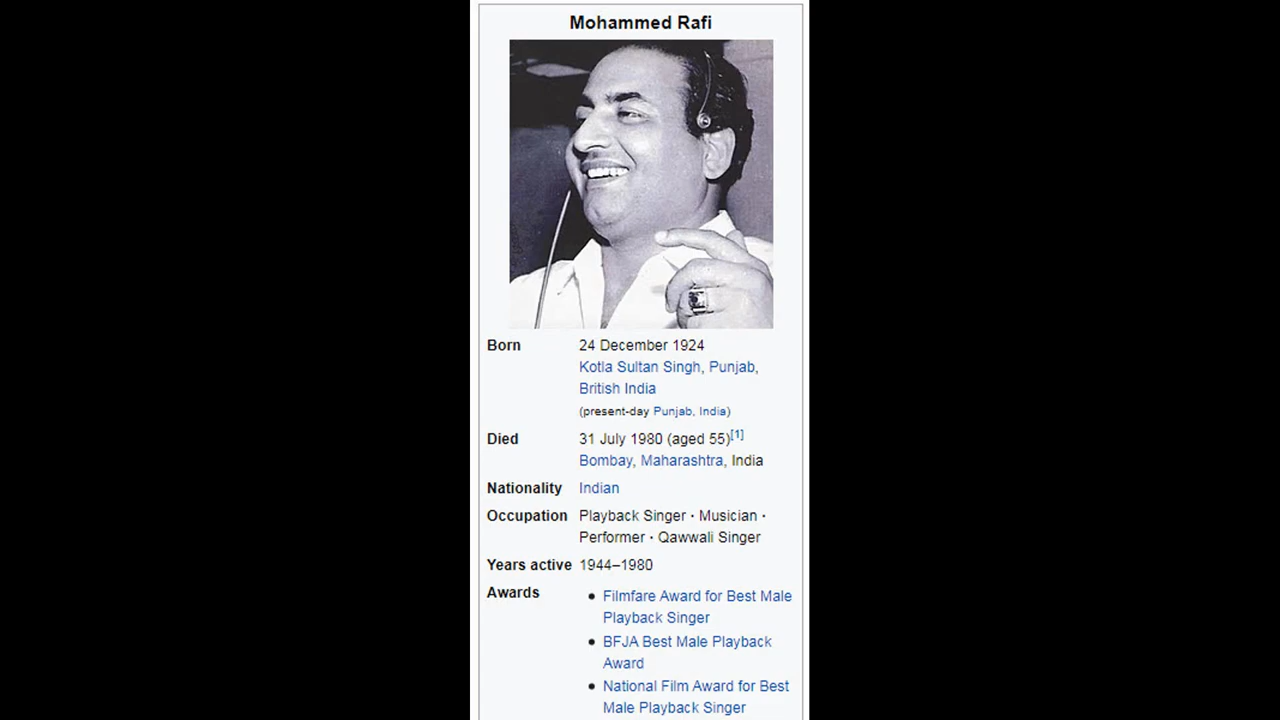 Mohammed Rafi
Born 24 December 1924
Kotla Sultan Singh, Punjab,
British India
(present-day Punjab, India)
Died 31 July 1980 (aged 55)[1]
Bombay, Maharashtra, India
Nationality Indian
Occupation Playback Singer · Musician ·
Performer · Qawwali Singer
Years active 1944–1980
Awards • Filmfare Award for Best Male
Playback Singer
• BFJA Best Male Playback
Award
• National Film Award for Best
Male Playback Singer